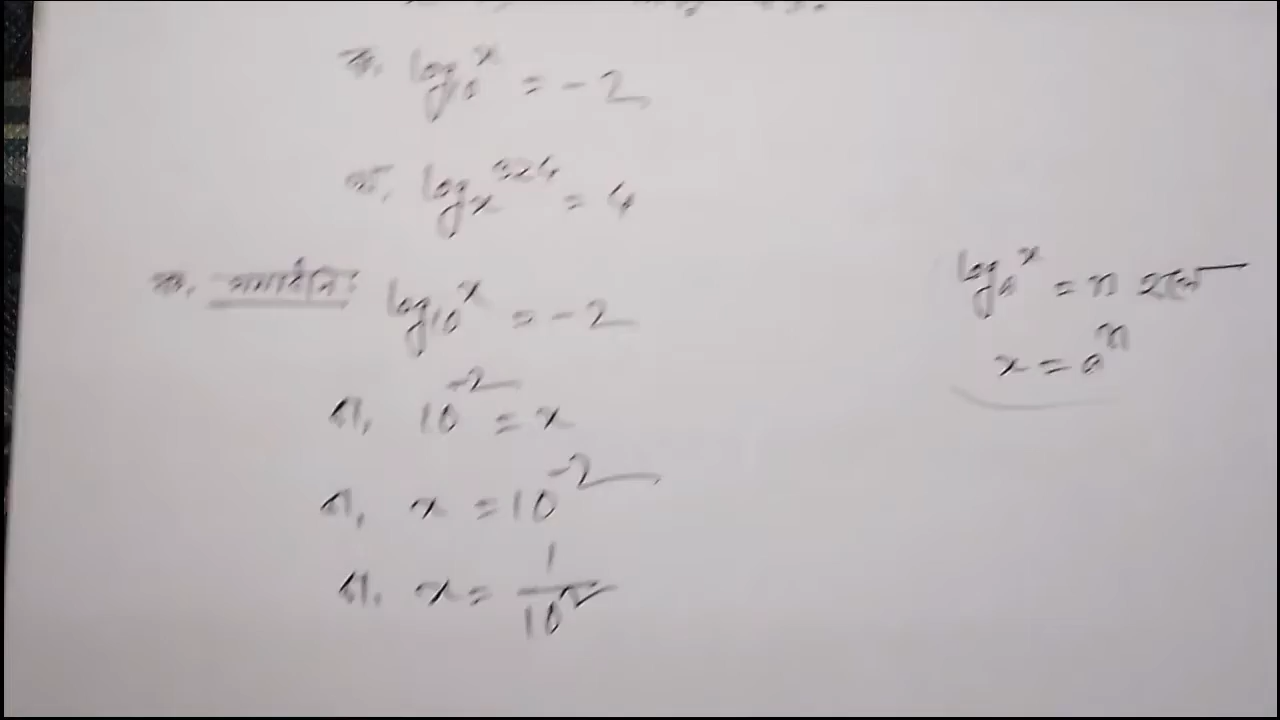 ক. log₁₀ˣ = -2
খ. logₓ³²⁴ = 4
ক. সমাধান: log₁₀ˣ = -2
বা, 10⁻² = x
বা, x = 10⁻²
বা, x = 1/10²
logₐˣ = n হলে
x = aⁿ